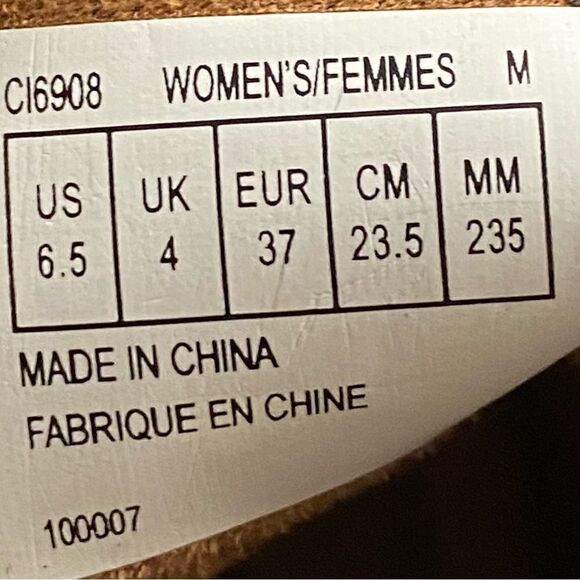 CI6908 WOMEN'S/FEMMES M
US UK EUR CM MM
6.5 4 37 23.5 235
MADE IN CHINA
FABRIQUE EN CHINE
100007